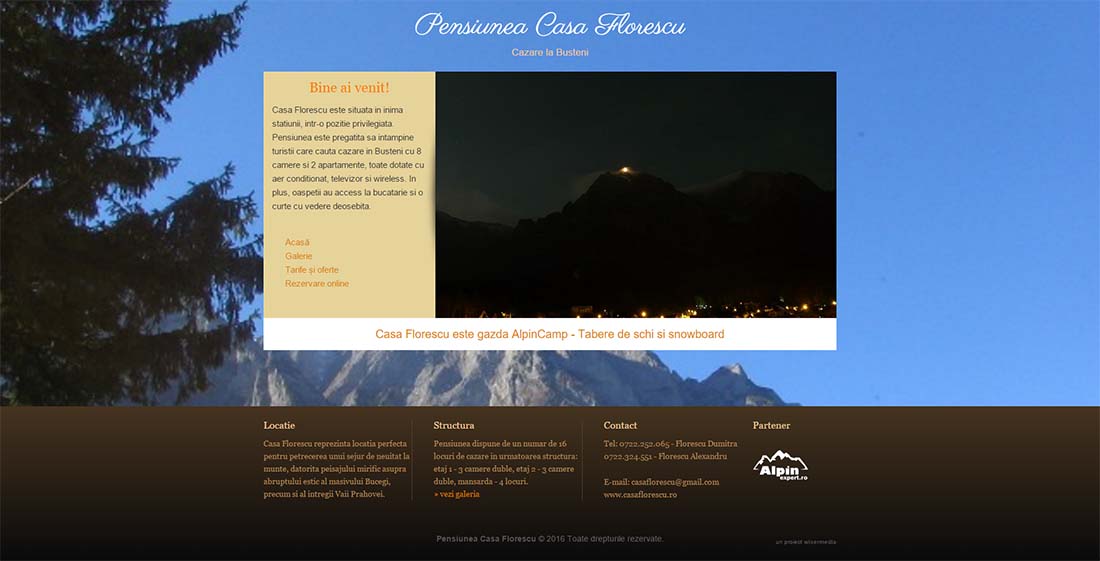 Pensiunea Casa Florescu
Cazare la Busteni
Bine ai venit!
Casa Florescu este situata in inima
statiunii, intr-o pozitie privilegiata.
Pensiunea este pregatita sa intampine
turistii care cauta cazare in Busteni cu 8
camere si 2 apartamente, toate dotate cu
aer conditionat, televizor si wireless. In
plus, oaspetii au access la bucatarie si o
curte cu vedere deosebita.
Acasă
Galerie
Tarife și oferte
Rezervare online
Casa Florescu este gazda AlpinCamp - Tabere de schi si snowboard
Locatie
Casa Florescu reprezinta locatia perfecta
pentru petrecerea unui sejur de neuitat la
munte, datorita peisajului mirific asupra
abruptului estic al masivului Bucegi,
precum si al intregii Vaii Prahovei.
Structura
Pensiunea dispune de un numar de 16
locuri de cazare in urmatoarea structura:
etaj 1 - 3 camere duble, etaj 2 - 3 camere
duble, mansarda - 4 locuri.
» vezi galeria
Contact
Tel: 0722.252.065 - Florescu Dumitra
0722.324.551 - Florescu Alexandru
E-mail: casaflorescu@gmail.com
www.casaflorescu.ro
Partener
Alpin
expert.ro
Pensiunea Casa Florescu © 2016 Toate drepturile rezervate.
un proiect wisermedia